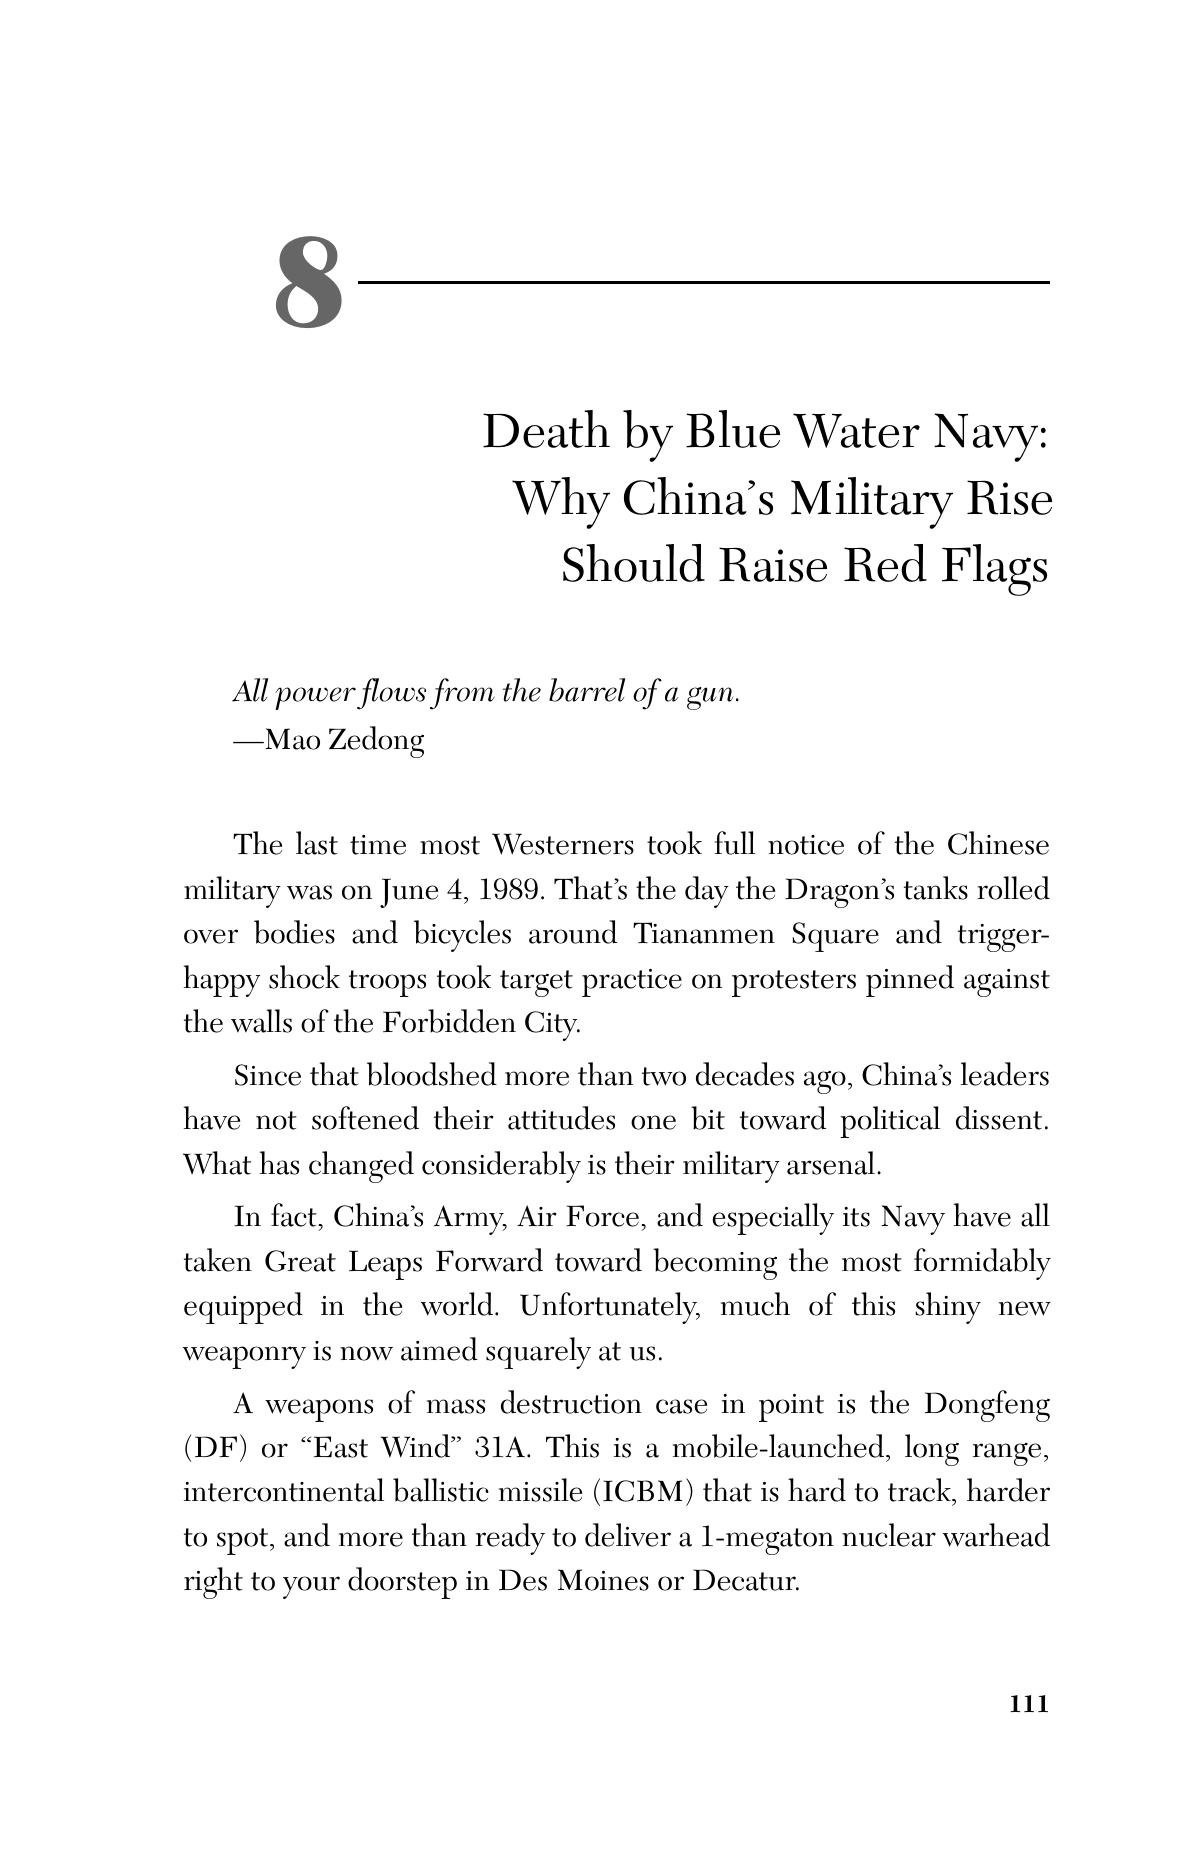 8
Death by Blue Water Navy:
Why China’s Military Rise
Should Raise Red Flags
All power flows from the barrel of a gun.
—Mao Zedong
The last time most Westerners took full notice of the Chinese
military was on June 4, 1989. That’s the day the Dragon’s tanks rolled
over bodies and bicycles around Tiananmen Square and trigger-
happy shock troops took target practice on protesters pinned against
the walls of the Forbidden City.
Since that bloodshed more than two decades ago, China’s leaders
have not softened their attitudes one bit toward political dissent.
What has changed considerably is their military arsenal.
In fact, China’s Army, Air Force, and especially its Navy have all
taken Great Leaps Forward toward becoming the most formidably
equipped in the world. Unfortunately, much of this shiny new
weaponry is now aimed squarely at us.
A weapons of mass destruction case in point is the Dongfeng
(DF) or “East Wind” 31A. This is a mobile-launched, long range,
intercontinental ballistic missile (ICBM) that is hard to track, harder
to spot, and more than ready to deliver a 1-megaton nuclear warhead
right to your doorstep in Des Moines or Decatur.
111